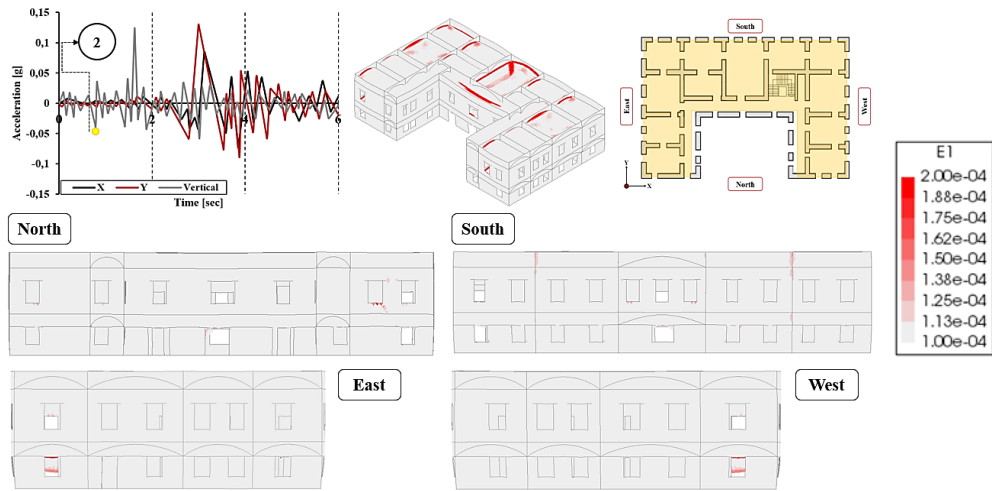 0,15
0,1
0,05
0
0,05
0,1
0,15
Acceleration [g]
2
0
2
4
6
X Y Vertical
Time [sec]
South
East
West
Y
X
North
E1
2.00e-04
1.88e-04
1.75e-04
1.62e-04
1.50e-04
1.38e-04
1.25e-04
1.13e-04
1.00e-04
North
South
East
West